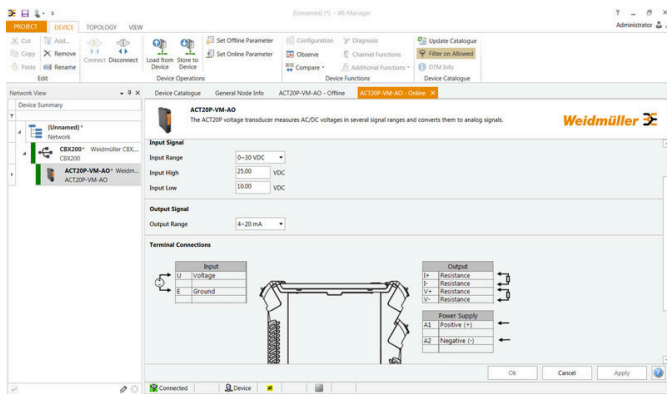 [Unnamed] (*) - WI-Manager
PROJECT DEVICE TOPOLOGY VIEW
Administrator
Cut Add...
Copy Remove
Paste Rename
Connect Disconnect
Load from Device
Store to Device
Set Offline Parameter
Set Online Parameter
Configuration Diagnosis
Observe Channel Functions
Compare Additional Functions
Update Catalogue
Filter on Allowed
DTM Info
Edit Device Operations Device Functions Device Catalogue
Network View
Device Catalogue General Node Info ACT20P-VM-AO - Offline ACT20P-VM-AO - Online
Device Summary
[Unnamed] *
Network
CBX200* Weidmüller CBX...
CBX200
ACT20P-VM-AO* Weidm...
ACT20P-VM-AO
ACT20P-VM-AO
The ACT20P voltage transducer measures AC/DC voltages in several signal ranges and converts them to analog signals.
Weidmüller
Input Signal
Input Range 0~30 VDC
Input High 25.00 VDC
Input Low 10.00 VDC
Output Signal
Output Range 4~20 mA
Terminal Connections
Input
U Voltage
E Ground
Output
I+ Resistance
I- Resistance
V+ Resistance
V- Resistance
Power Supply
A1 Positive (+)
A2 Negative (-)
Ok Cancel Apply
Connected Device